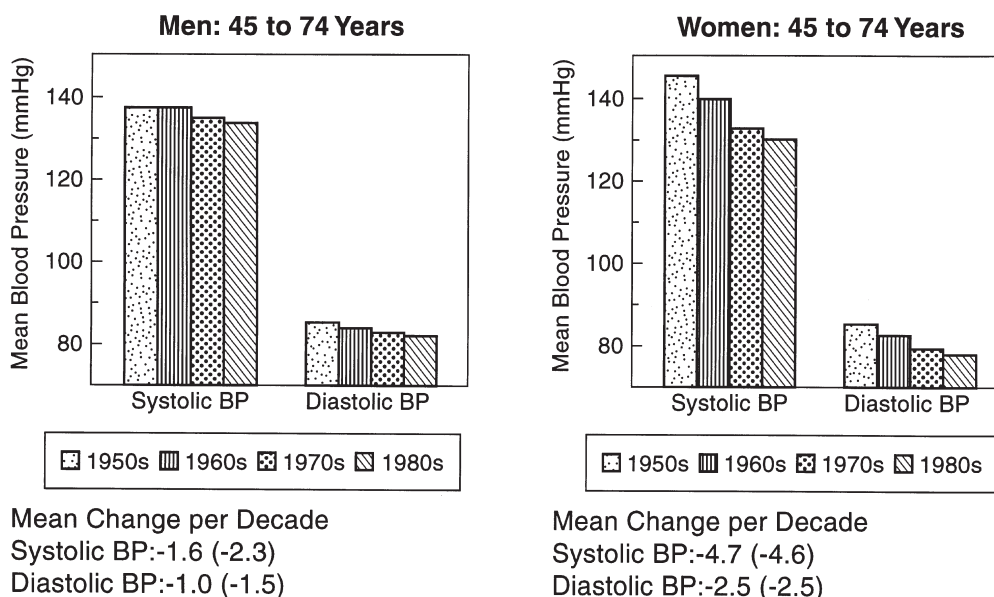 Men: 45 to 74 Years
Mean Blood Pressure (mmHg)
140
120
100
80
Systolic BP Diastolic BP
1950s 1960s 1970s 1980s
Mean Change per Decade
Systolic BP:-1.6 (-2.3)
Diastolic BP:-1.0 (-1.5)
Women: 45 to 74 Years
Mean Blood Pressure (mmHg)
140
120
100
80
Systolic BP Diastolic BP
1950s 1960s 1970s 1980s
Mean Change per Decade
Systolic BP:-4.7 (-4.6)
Diastolic BP:-2.5 (-2.5)